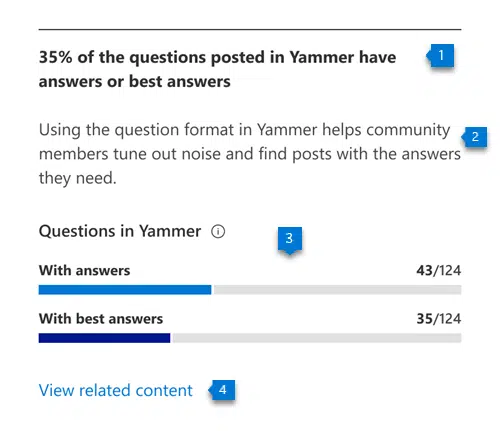 35% of the questions posted in Yammer have 1
answers or best answers
Using the question format in Yammer helps community 2
members tune out noise and find posts with the answers
they need.
Questions in Yammer 3
With answers 43/124
With best answers 35/124
View related content 4